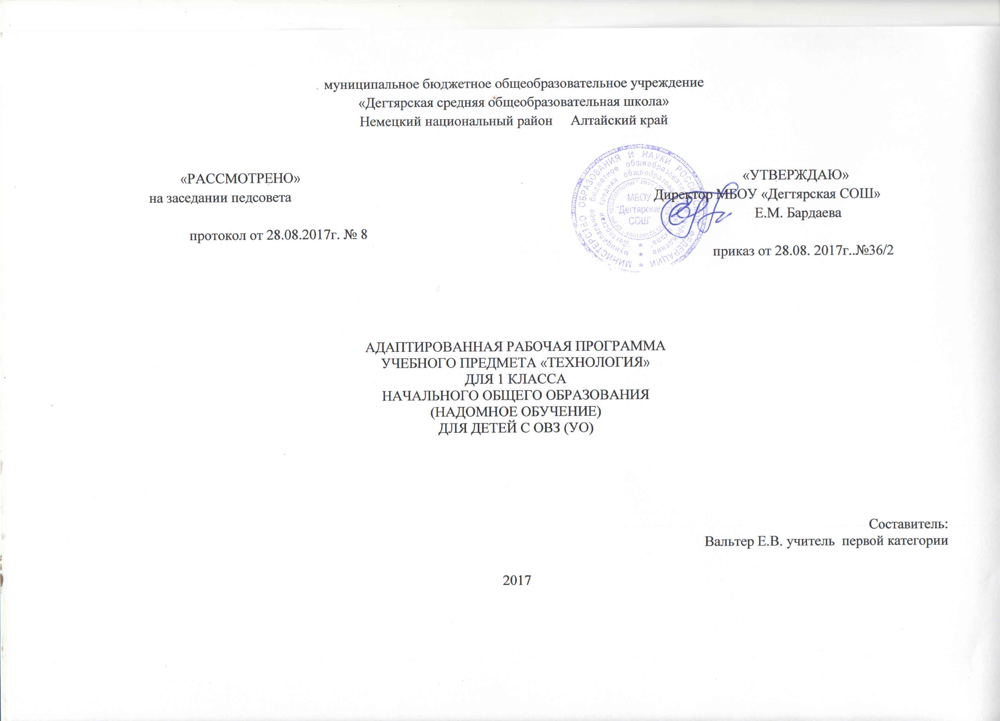 муниципальное бюджетное общеобразовательное учреждение
«Дегтярская средняя общеобразовательная школа»
Немецкий национальный район Алтайский край
«РАССМОТРЕНО»
на заседании педсовета
протокол от 28.08.2017г. № 8
МИНИСТЕРСТВО ОБРАЗОВАНИЯ И НАУКИ РОССИЙСКОЙ ФЕДЕРАЦИИ *
муниципальное бюджетное общеобразовательное учреждение *
"Дегтярская средняя общеобразовательная школа" *
МБОУ
"Дегтярская
СОШ"
«УТВЕРЖДАЮ»
Директор МБОУ «Дегтярская СОШ»
Е.М. Бардаева
приказ от 28.08. 2017г..№36/2
АДАПТИРОВАННАЯ РАБОЧАЯ ПРОГРАММА
УЧЕБНОГО ПРЕДМЕТА «ТЕХНОЛОГИЯ»
ДЛЯ 1 КЛАССА
НАЧАЛЬНОГО ОБЩЕГО ОБРАЗОВАНИЯ
(НАДОМНОЕ ОБУЧЕНИЕ)
ДЛЯ ДЕТЕЙ С ОВЗ (УО)
Составитель:
Вальтер Е.В. учитель первой категории
2017